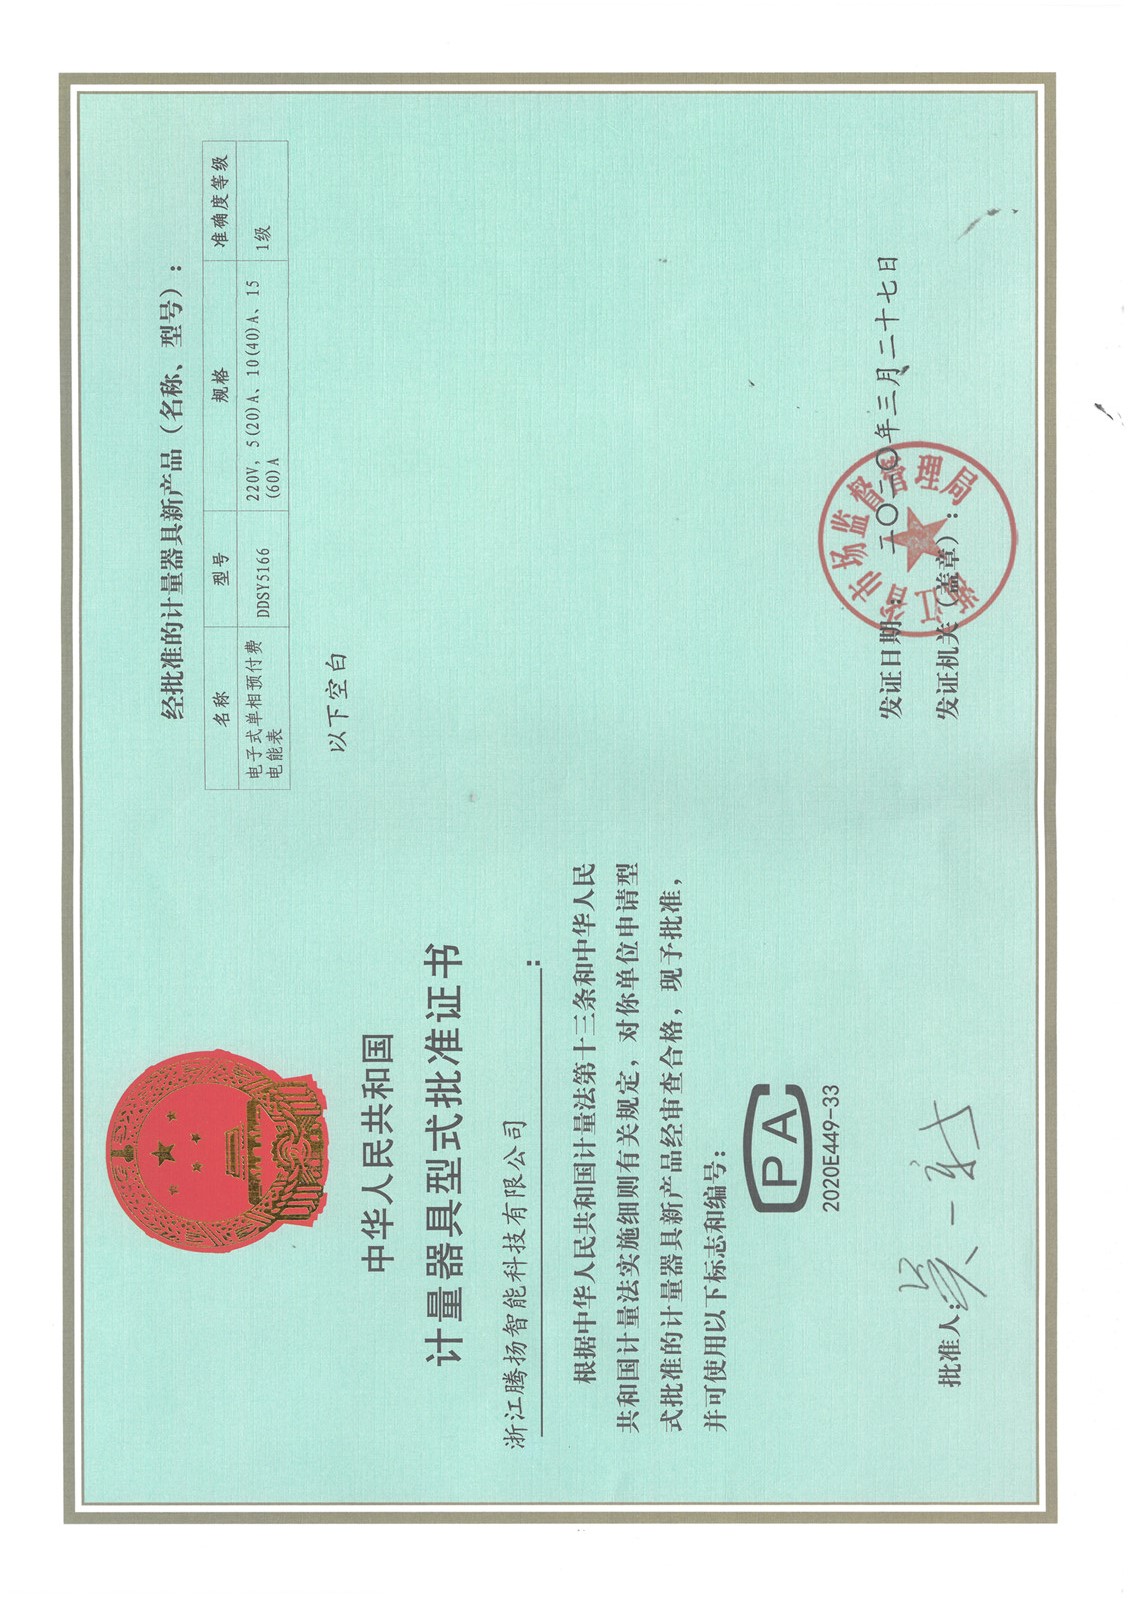 中华人民共和国
计量器具型式批准证书
浙江腾扬智能科技有限公司：
根据中华人民共和国计量法第十三条和中华人民
共和国计量法实施细则有关规定，对你单位申请型
式批准的计量器具新产品经审查合格，现予批准，
并可使用以下标志和编号：
PA
2020E449-33
批准人：
经批准的计量器具新产品（名称、型号）：
名称 型号 规格 准确度等级
电子式单相预付费 DDSY5166 220V，5(20)A、10(40)A、15 1级
电能表 (60)A
以下空白
发证日期：二〇二〇年三月二十七日
发证机关（盖章）：
浙江省市场监督管理局